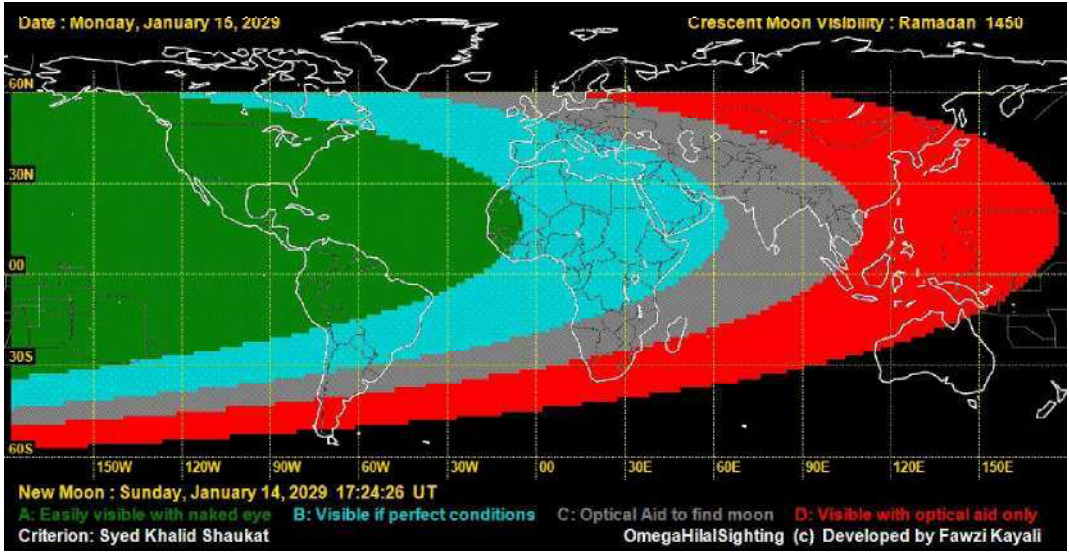 Date : Monday, January 15, 2029 Crescent Moon Visibility : Ramadan 1450
60N
30N
00
30S
60S
150W 120W 90W 60W 30W 00 30E 60E 90E 120E 150E
New Moon : Sunday, January 14, 2029 17:24:26 UT
A: Easily visible with naked eye B: Visible if perfect conditions C: Optical Aid to find moon D: Visible with optical aid only
Criterion: Syed Khalid Shaukat OmegaHilalSighting (c) Developed by Fawzi Kayali